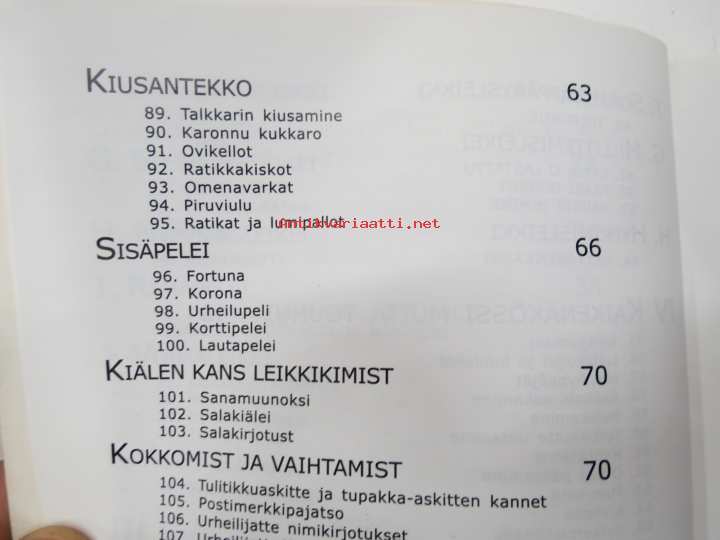 KIUSANTEKKO 63
89. Talkkarin kiusamine
90. Karonnu kukkaro
91. Ovikellot
92. Ratikkakiskot
93. Omenavarkat
94. Piruviulu
95. Ratikat ja lumipallot
Antikvariaatti.net
SISÄPELEI 66
96. Fortuna
97. Korona
98. Urheilupeli
99. Korttipelei
100. Lautapelei
KIÄLEN KANS LEIKKIKIMIST 70
101. Sanamuunoksi
102. Salakiälei
103. Salakirjotust
KOKKOMIST JA VAIHTAMIST 70
104. Tulitikkuaskitte ja tupakka-askitten kannet
105. Postimerkkipajatso
106. Urheilijatte nimikirjotukset
107.